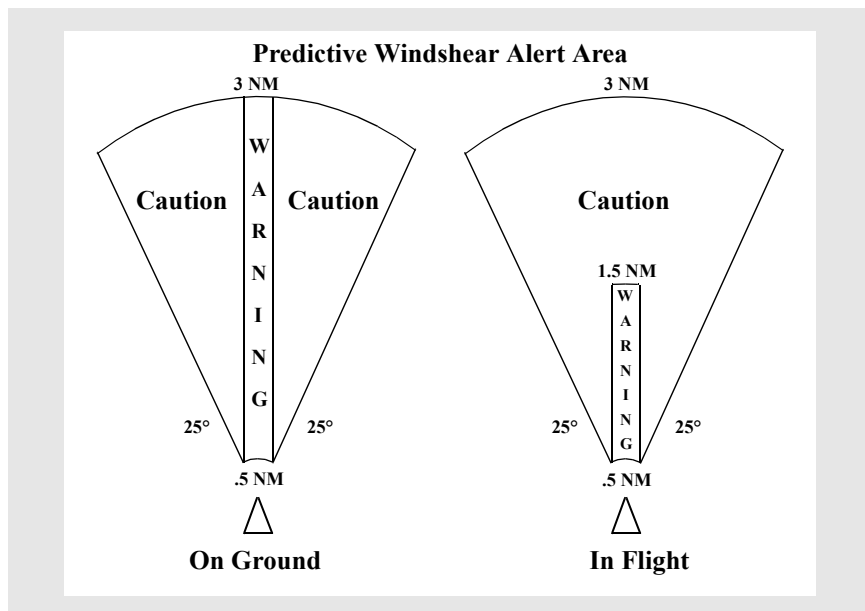 Predictive Windshear Alert Area
3 NM
W
A
R
N
I
N
G
Caution
Caution
25°
25°
.5 NM
On Ground
3 NM
Caution
1.5 NM
W
A
R
N
I
N
G
25°
25°
.5 NM
In Flight